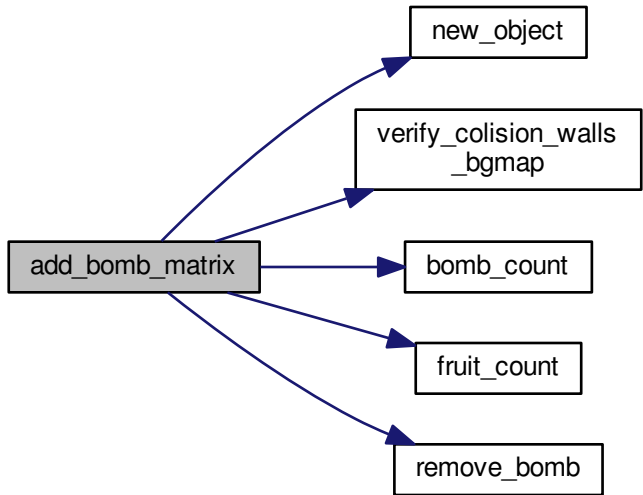 new_object
verify_colision_walls
_bgmap
add_bomb_matrix
bomb_count
fruit_count
remove_bomb